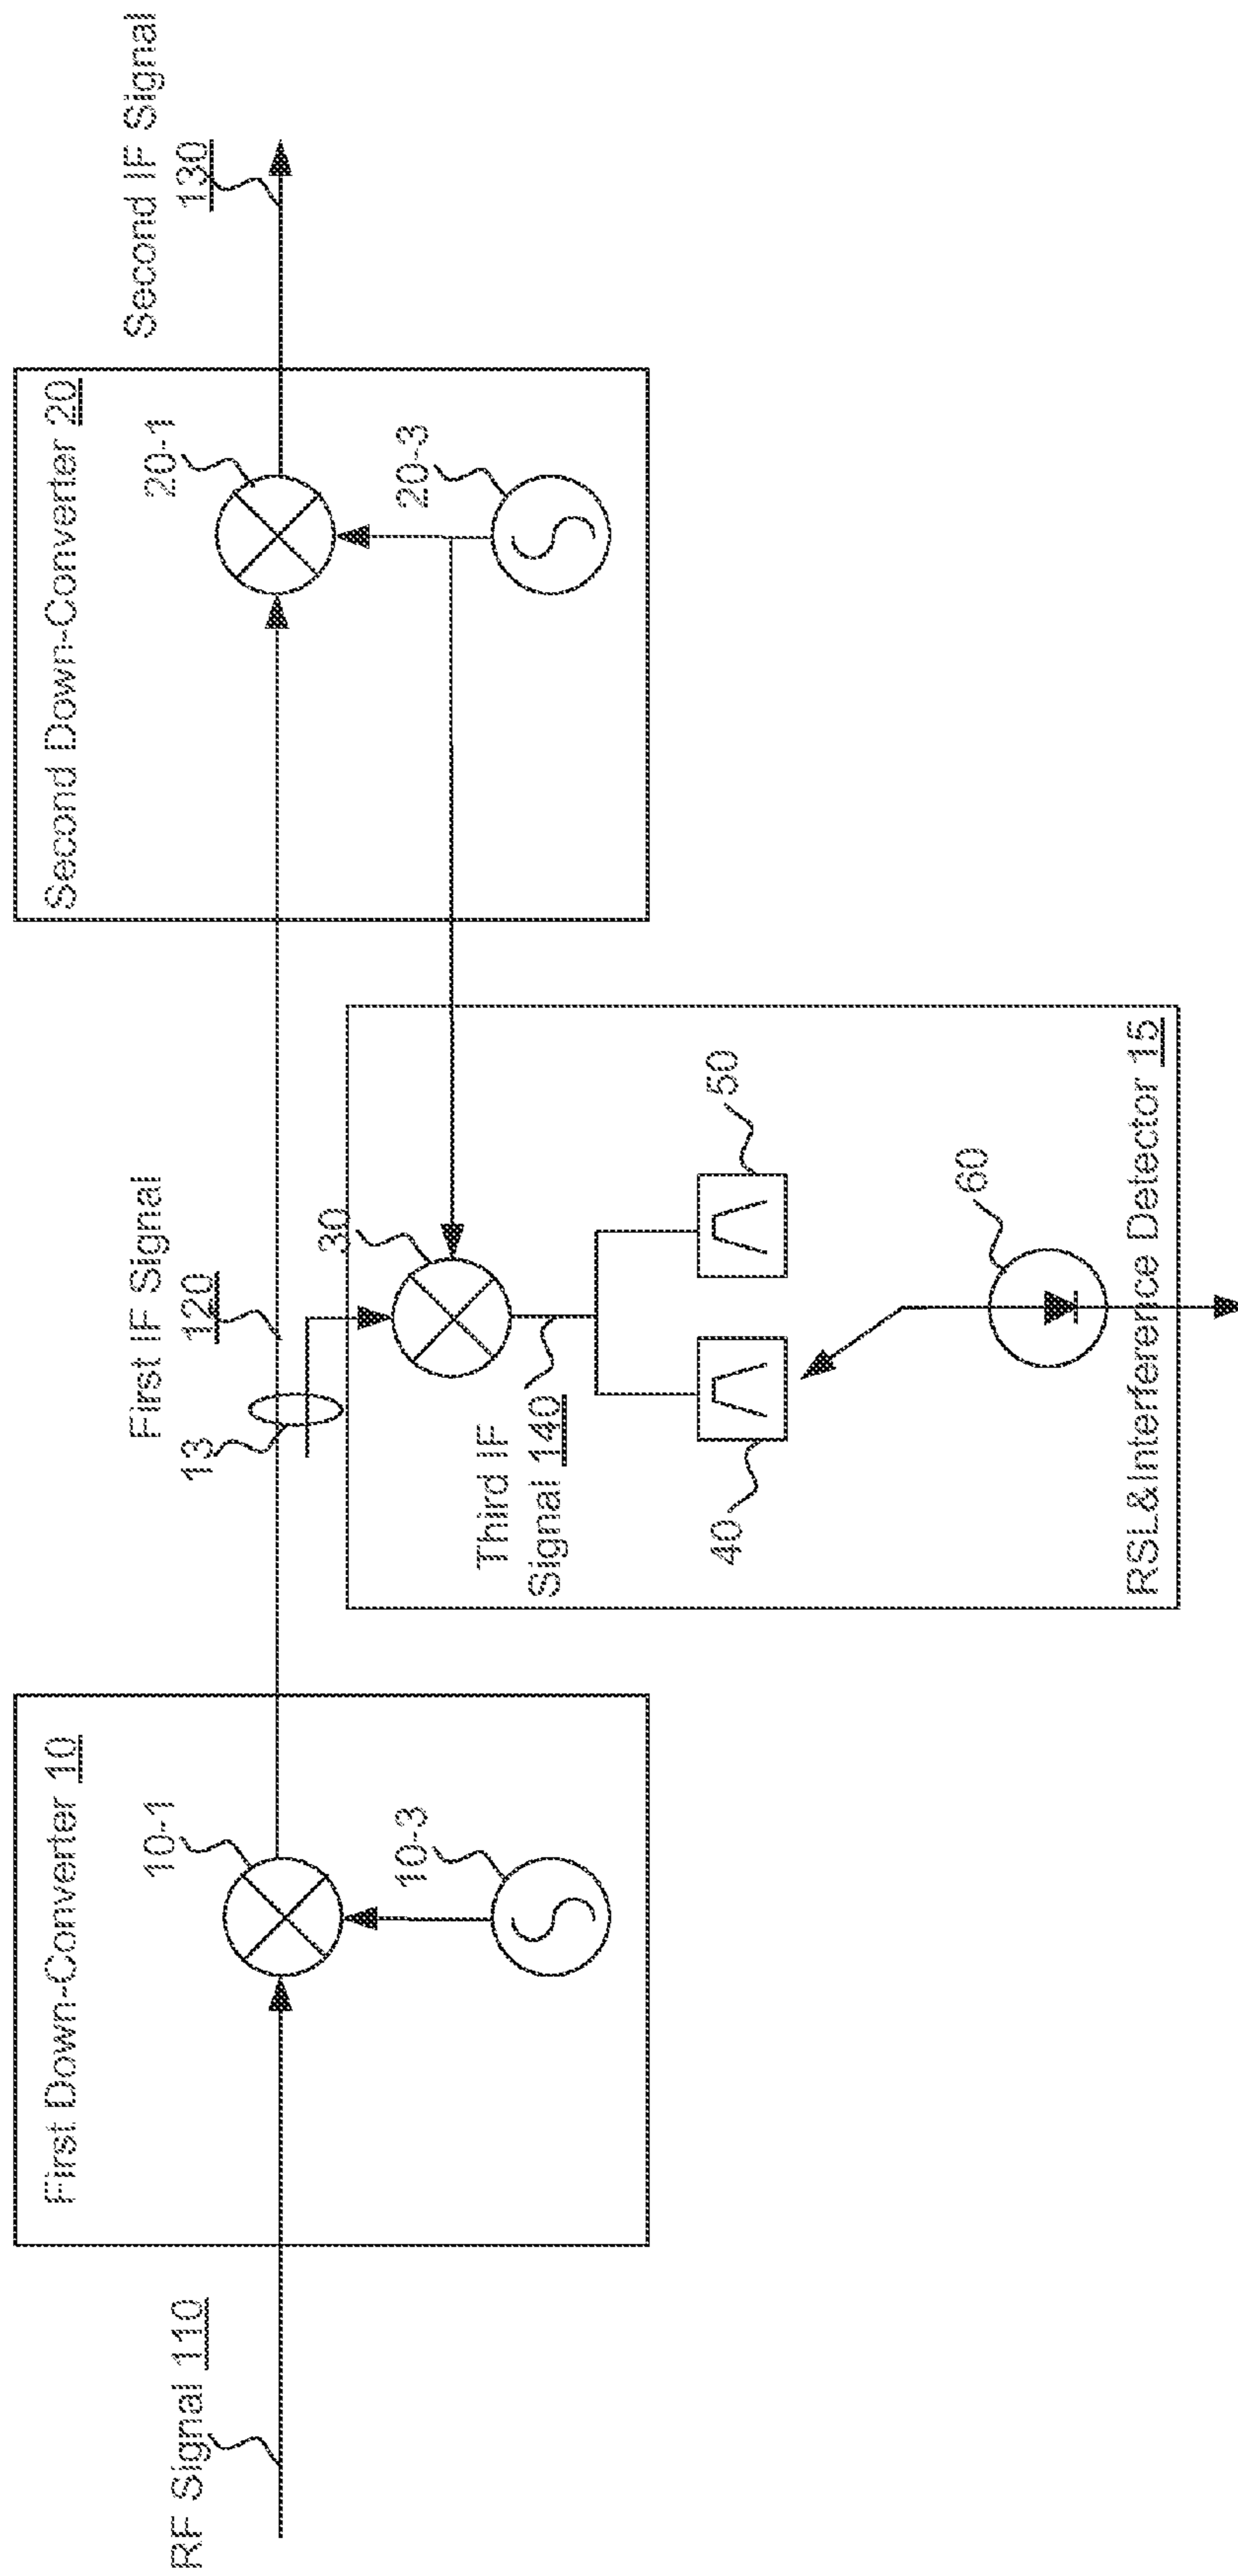 RF Signal 110
First Down-Converter 10
10-1
10-3
First IF Signal
120
13
30
Third IF
Signal 140
40
50
60
RSL&Interference Detector 15
Second Down-Converter 20
20-1
20-3
Second IF Signal
130